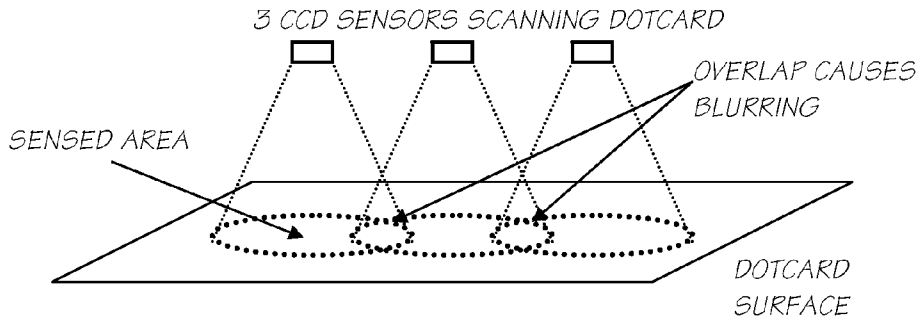 3 CCD SENSORS SCANNING DOTCARD
OVERLAP CAUSES
BLURRING
SENSED AREA
DOTCARD
SURFACE